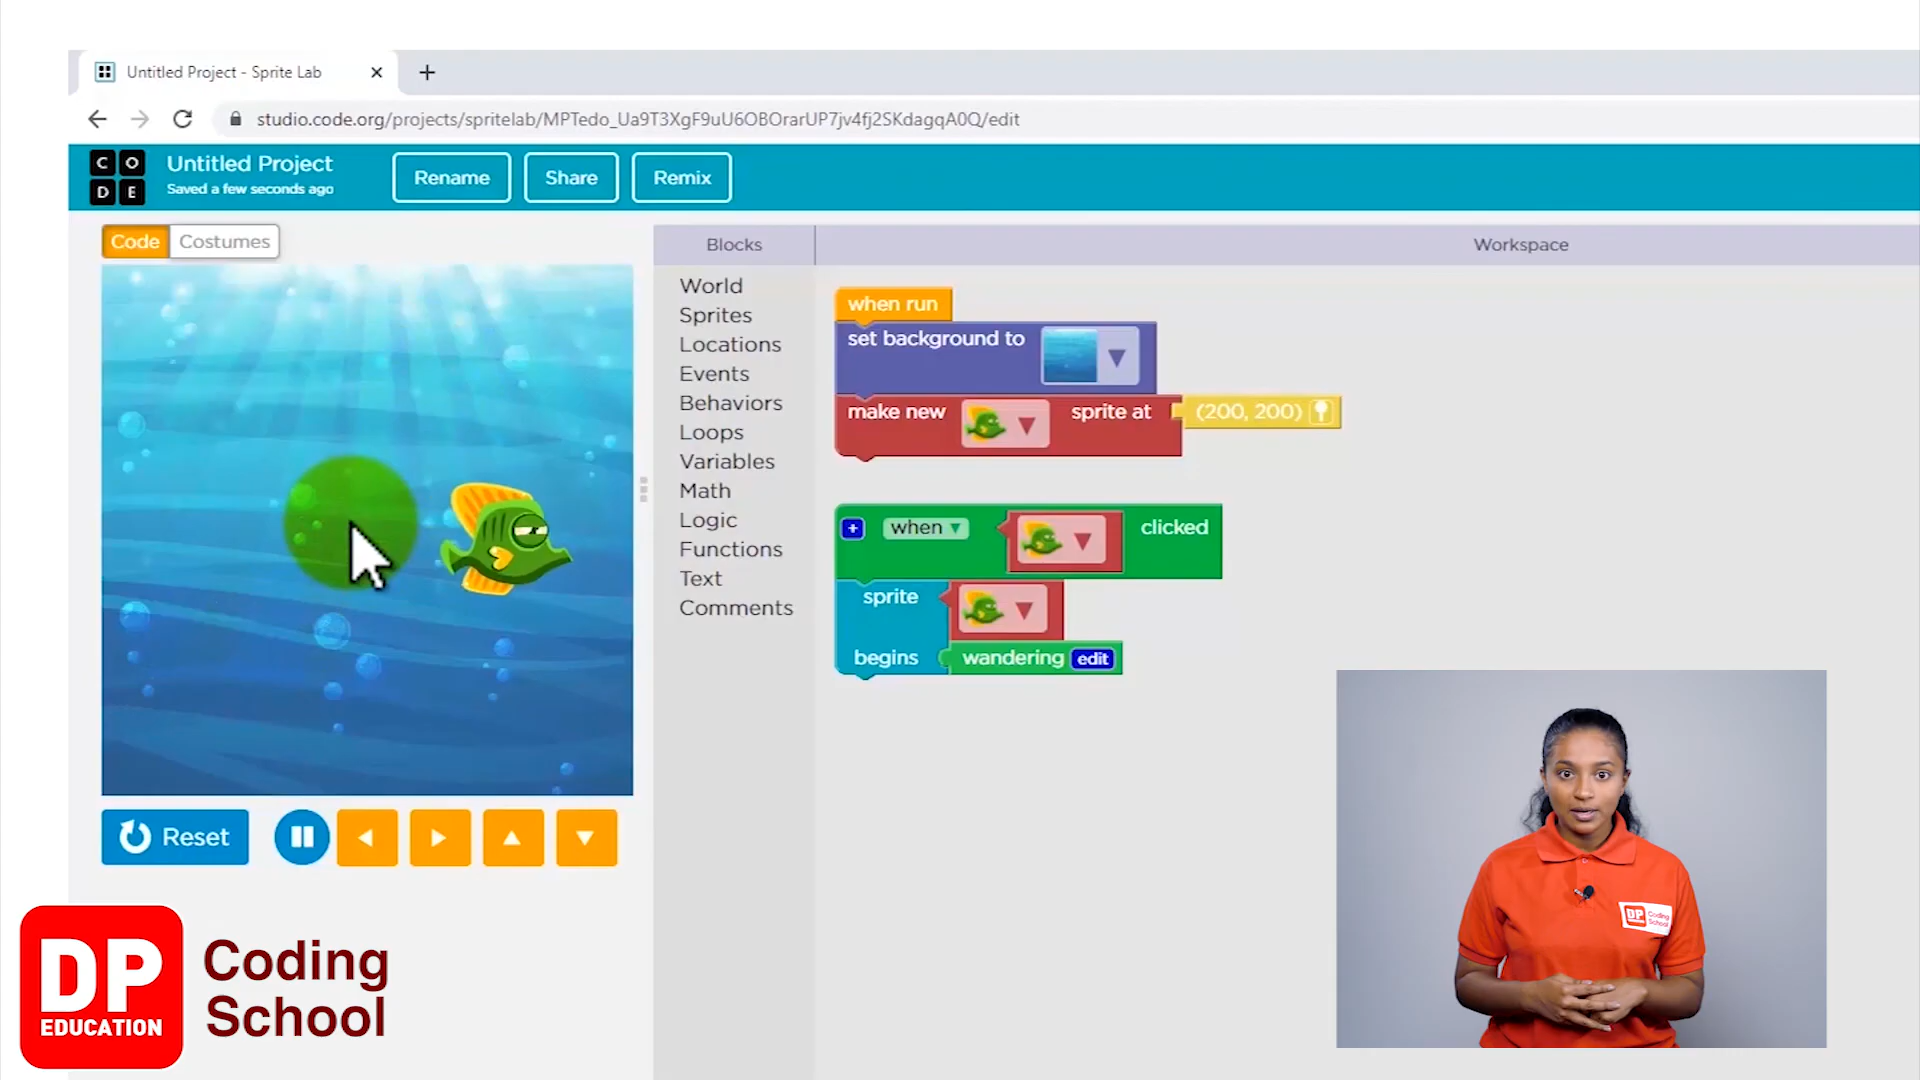 Untitled Project - Sprite Lab
studio.code.org/projects/spritelab/MPTedo_Ua9T3XgF9uU6OBOrarUP7jv4fj2SKdagqA0Q/edit
C O
D E
Untitled Project
Saved a few seconds ago
Rename
Share
Remix
Code
Costumes
Blocks
Workspace
World
Sprites
Locations
Events
Behaviors
Loops
Variables
Math
Logic
Functions
Text
Comments
when run
set background to
make new sprite at (200, 200)
+ when clicked
sprite
begins wandering edit
Reset
DP
EDUCATION
Coding
School
DP Coding
School